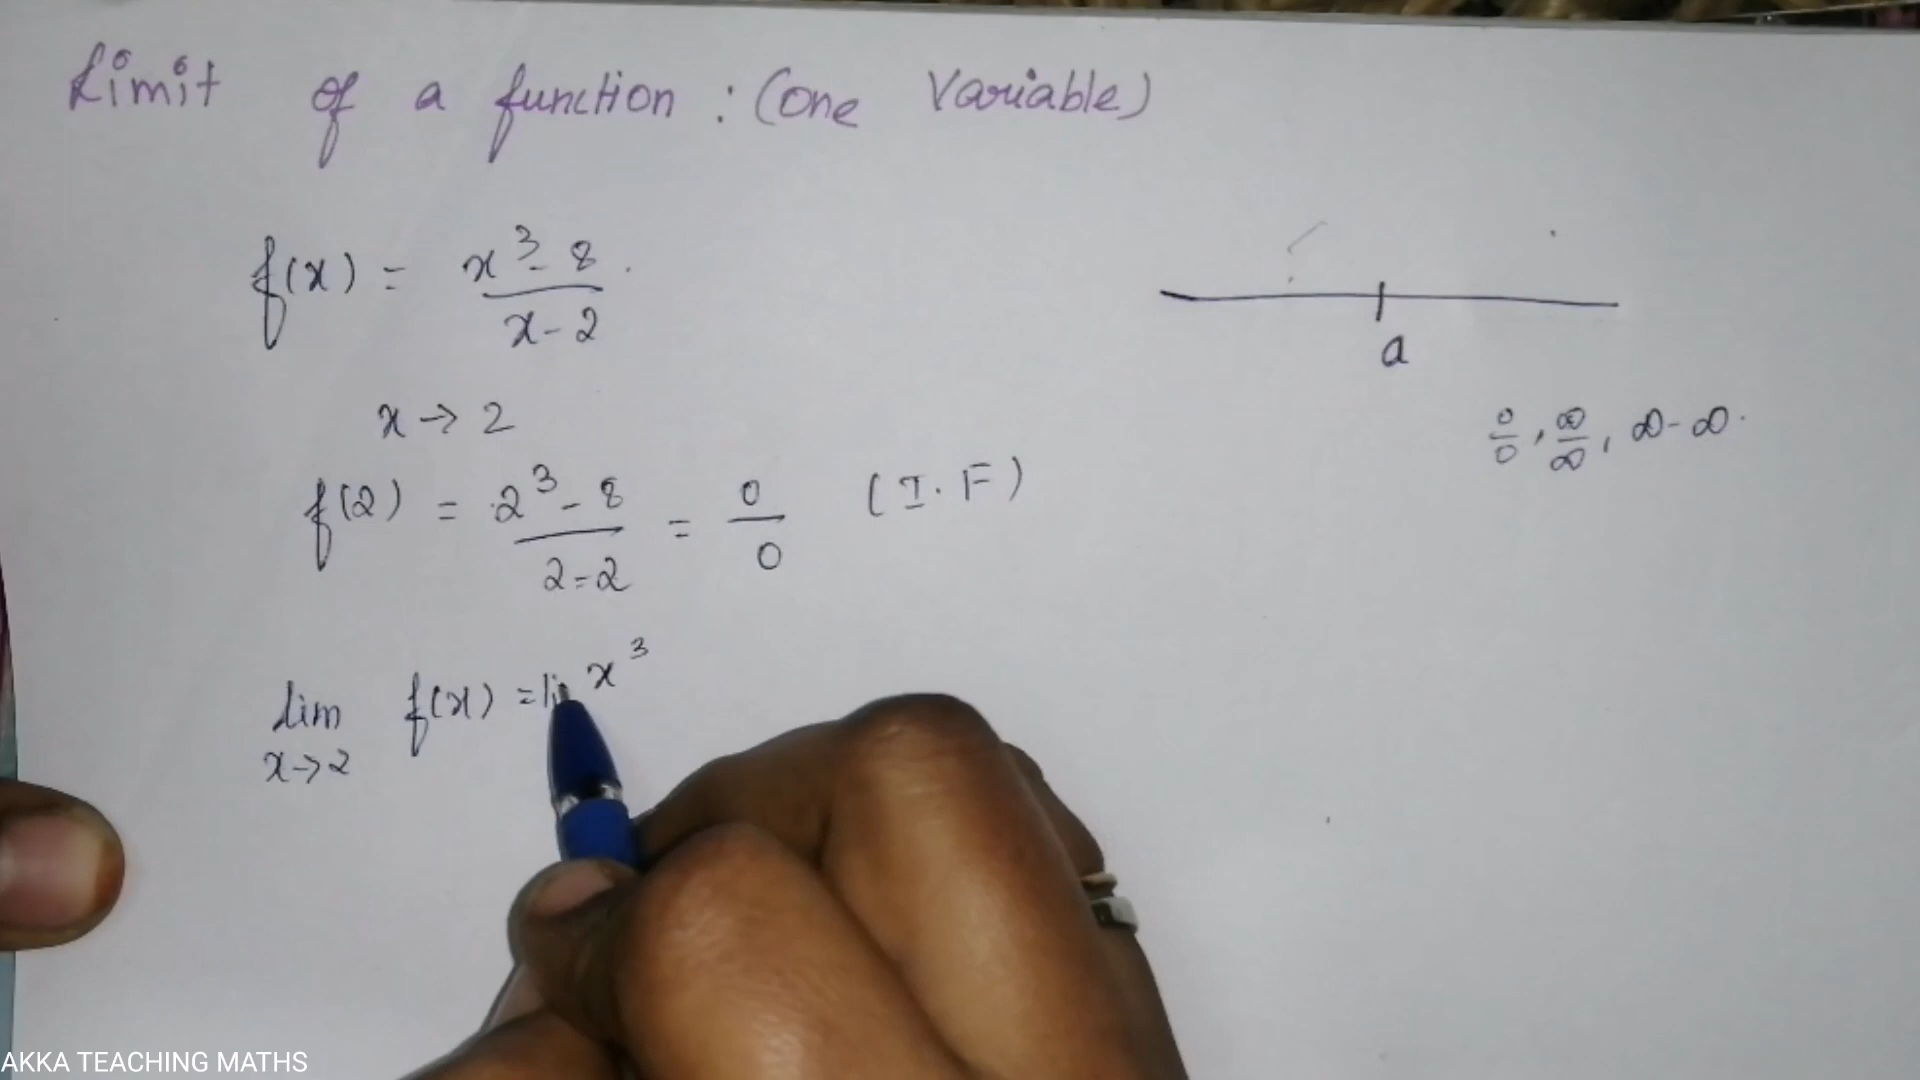 Limit of a function : (one Variable)
f(x) = x³ - 8 / x - 2
a
x → 2
0/0 , ∞/∞ , ∞ - ∞.
f(2) = 2³ - 8 / 2 - 2 = 0/0 (I.F)
lim x→2 f(x) = li x³
AKKA TEACHING MATHS